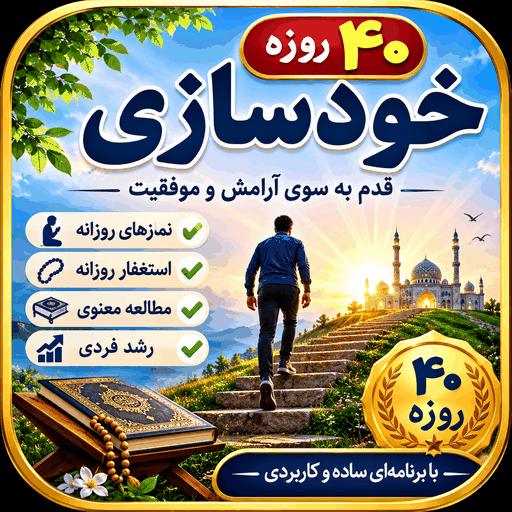 ۴۰ روزه
خودسازی
قدم به سوی آرامش و موفقیت
نمازهای روزانه
استغفار روزانه
مطالعه معنوی
رشد فردی
۴۰
روزه
با برنامه‌ای ساده و کاربردی